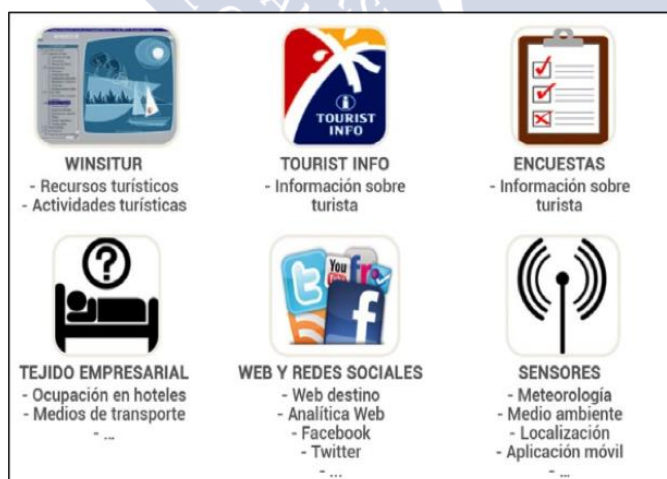 WINSITUR
TOURIST
INFO
WINSITUR
- Recursos turísticos
- Actividades turísticas
TOURIST INFO
- Información sobre
turista
ENCUESTAS
- Información sobre
turista
You
f
TEJIDO EMPRESARIAL
- Ocupación en hoteles
- Medios de transporte
- ...
WEB Y REDES SOCIALES
- Web destino
- Analítica Web
- Facebook
- Twitter
- ...
SENSORES
- Meteorología
- Medio ambiente
- Localización
- Aplicación móvil
- ...